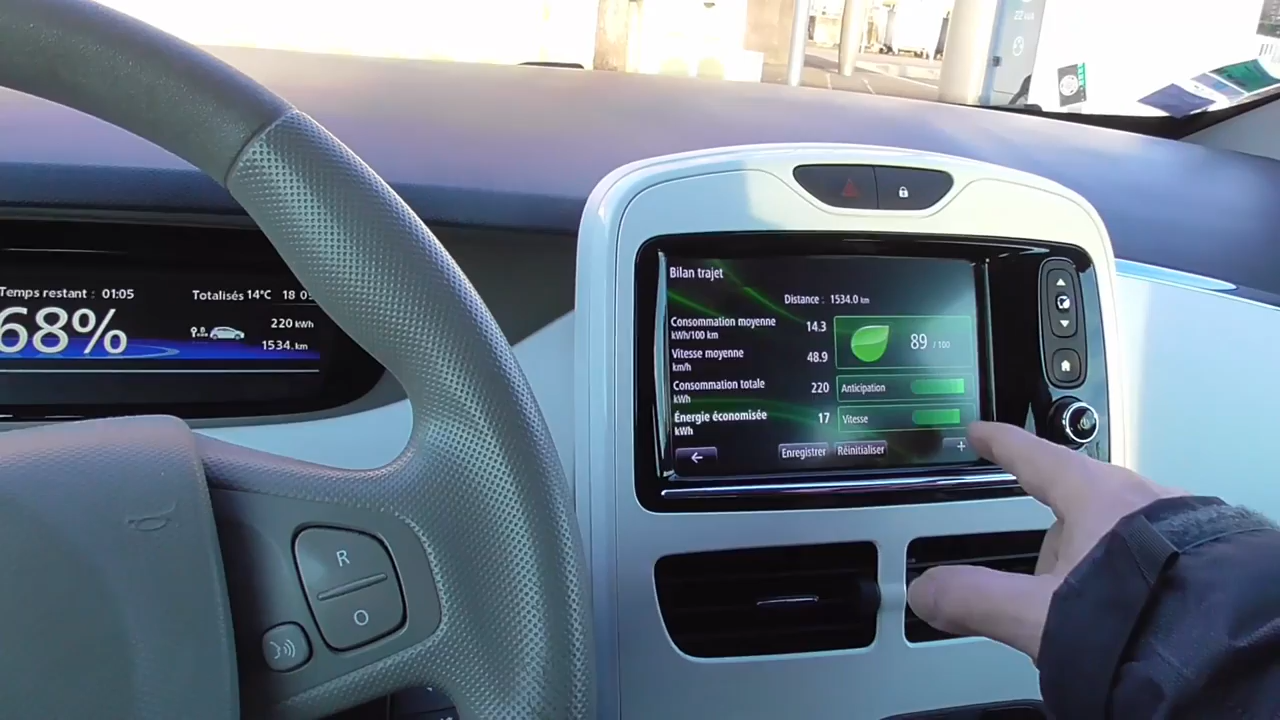 Temps restant : 01:05
Totalisés 14°C
68%
220 kWh
1534. km
Bilan trajet
Distance : 1534.0 km
Consommation moyenne 14.3
kWh/100 km
Vitesse moyenne 48.9
km/h
Consommation totale 220
kWh
Énergie économisée 17
kWh
89 / 100
Anticipation
Vitesse
Enregistrer
Réinitialiser
+
R
O